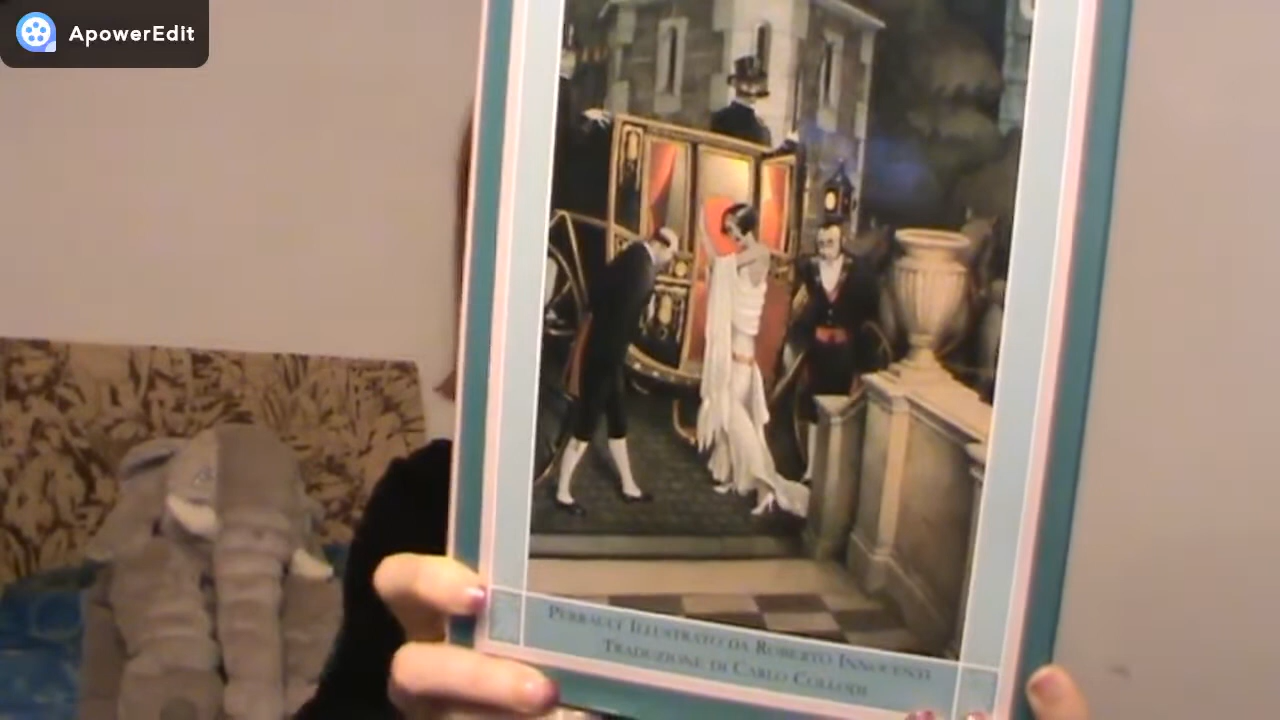 ApowerEdit
PERRAULT ILLUSTRATO DA ROBERTO INNOCENTI
TRADUZIONE DI CARLO COLLODI